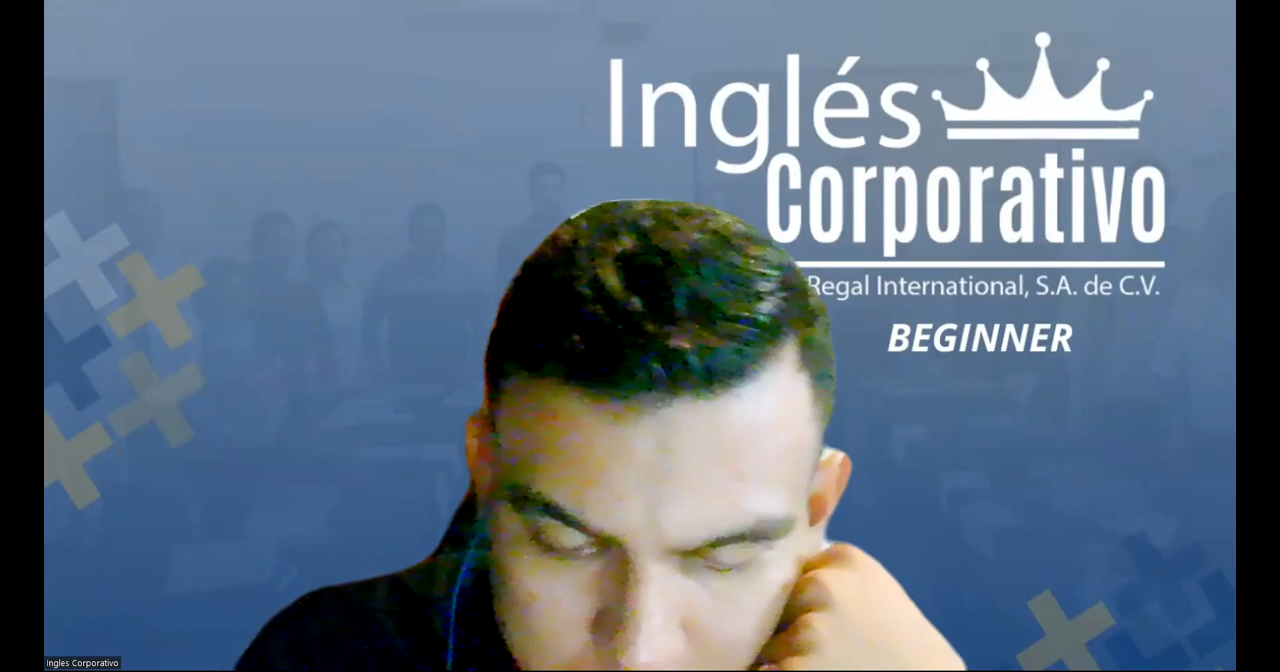 Inglés
Corporativo
Regal International, S.A. de C.V.
BEGINNER
Ingles Corporativo